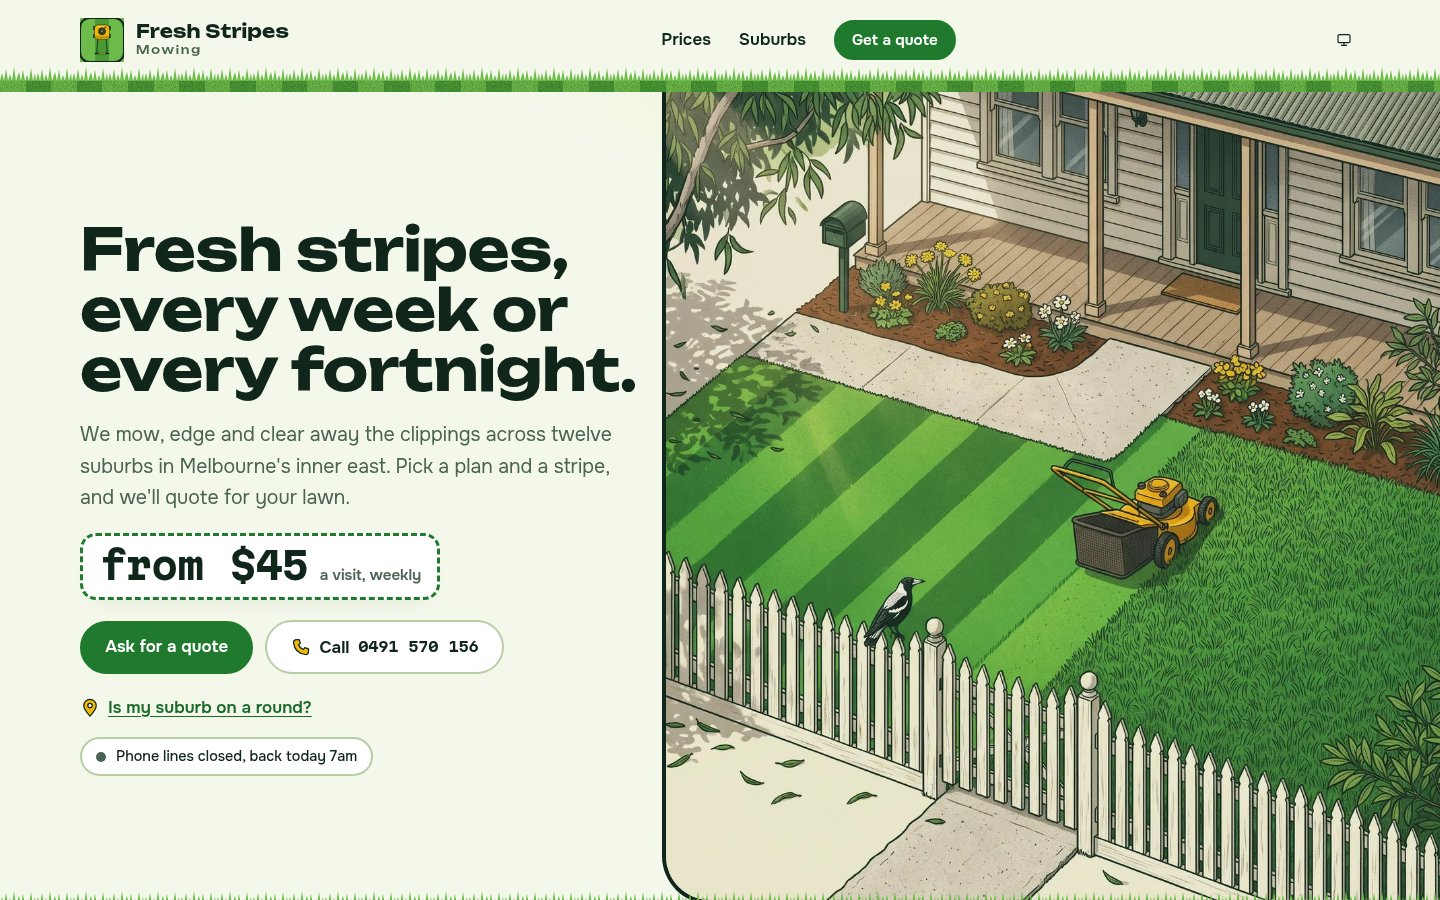 Fresh Stripes
Mowing
Prices
Suburbs
Get a quote
Fresh stripes,
every week or
every fortnight.
We mow, edge and clear away the clippings across twelve
suburbs in Melbourne's inner east. Pick a plan and a stripe,
and we'll quote for your lawn.
from $45 a visit, weekly
Ask for a quote
Call 0491 570 156
Is my suburb on a round?
Phone lines closed, back today 7am